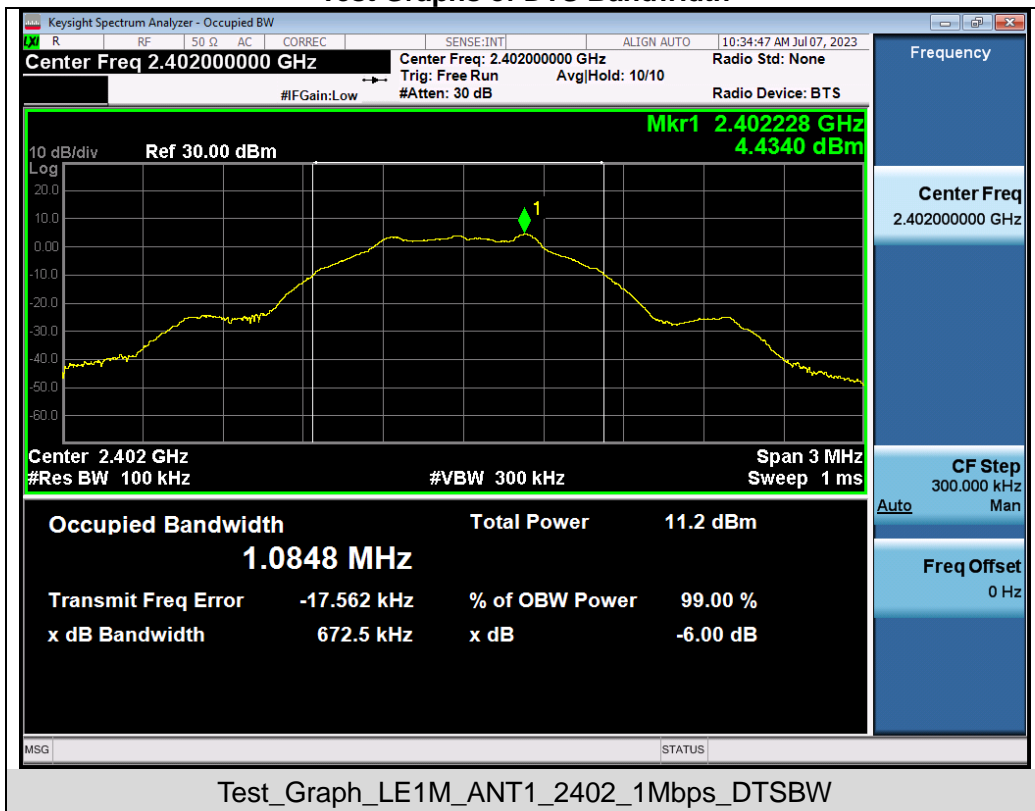 Test Graphs of DTS Bandwidth
Keysight Spectrum Analyzer - Occupied BW
LXI R RF 50 Ω AC CORREC SENSE:INT ALIGN AUTO 10:34:47 AM Jul 07, 2023
Center Freq 2.402000000 GHz
Center Freq: 2.402000000 GHz
Radio Std: None
Trig: Free Run Avg|Hold: 10/10
#IFGain:Low
#Atten: 30 dB
Radio Device: BTS
Frequency
Mkr1 2.402228 GHz
4.4340 dBm
10 dB/div Ref 30.00 dBm
Log
20.0
10.0
0.00
-10.0
-20.0
-30.0
-40.0
-50.0
-60.0
1
Center 2.402 GHz Span 3 MHz
#Res BW 100 kHz #VBW 300 kHz Sweep 1 ms
Center Freq
2.402000000 GHz
CF Step
300.000 kHz
Auto Man
Freq Offset
0 Hz
Occupied Bandwidth Total Power 11.2 dBm
1.0848 MHz
Transmit Freq Error -17.562 kHz % of OBW Power 99.00 %
x dB Bandwidth 672.5 kHz x dB -6.00 dB
MSG STATUS
Test_Graph_LE1M_ANT1_2402_1Mbps_DTSBW